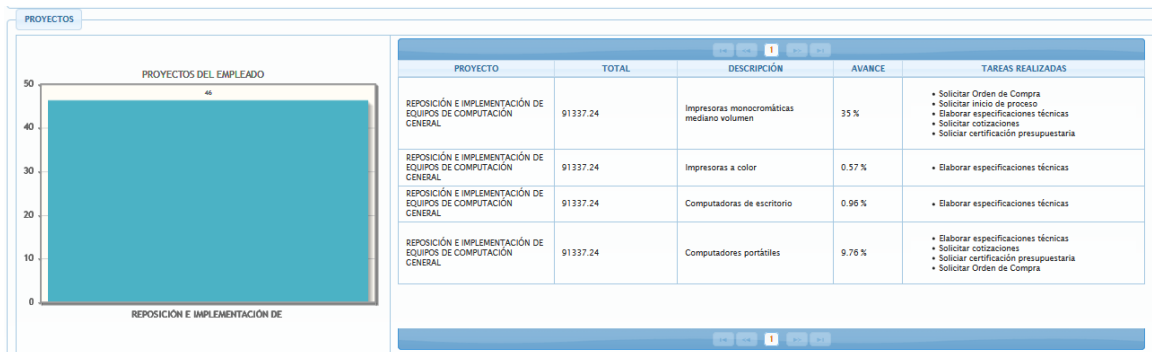 PROYECTOS
PROYECTOS DEL EMPLEADO
50
46
40
30
20
10
0
REPOSICIÓN E IMPLEMENTACIÓN DE
1
PROYECTO TOTAL DESCRIPCIÓN AVANCE TAREAS REALIZADAS
REPOSICIÓN E IMPLEMENTACIÓN DE
EQUIPOS DE COMPUTACIÓN
GENERAL
91337.24
Impresoras monocromáticas
mediano volumen
35 %
• Solicitar Orden de Compra
• Solicitar inicio de proceso
• Elaborar especificaciones técnicas
• Solicitar cotizaciones
• Soliciar certificación presupuestaria
REPOSICIÓN E IMPLEMENTACIÓN DE
EQUIPOS DE COMPUTACIÓN
GENERAL
91337.24
Impresoras a color
0.57 %
• Elaborar especificaciones técnicas
REPOSICIÓN E IMPLEMENTACIÓN DE
EQUIPOS DE COMPUTACIÓN
GENERAL
91337.24
Computadoras de escritorio
0.96 %
• Elaborar especificaciones técnicas
REPOSICIÓN E IMPLEMENTACIÓN DE
EQUIPOS DE COMPUTACIÓN
GENERAL
91337.24
Computadores portátiles
9.76 %
• Elaborar especificaciones técnicas
• Solicitar cotizaciones
• Soliciar certificación presupuestaria
• Solicitar Orden de Compra
1